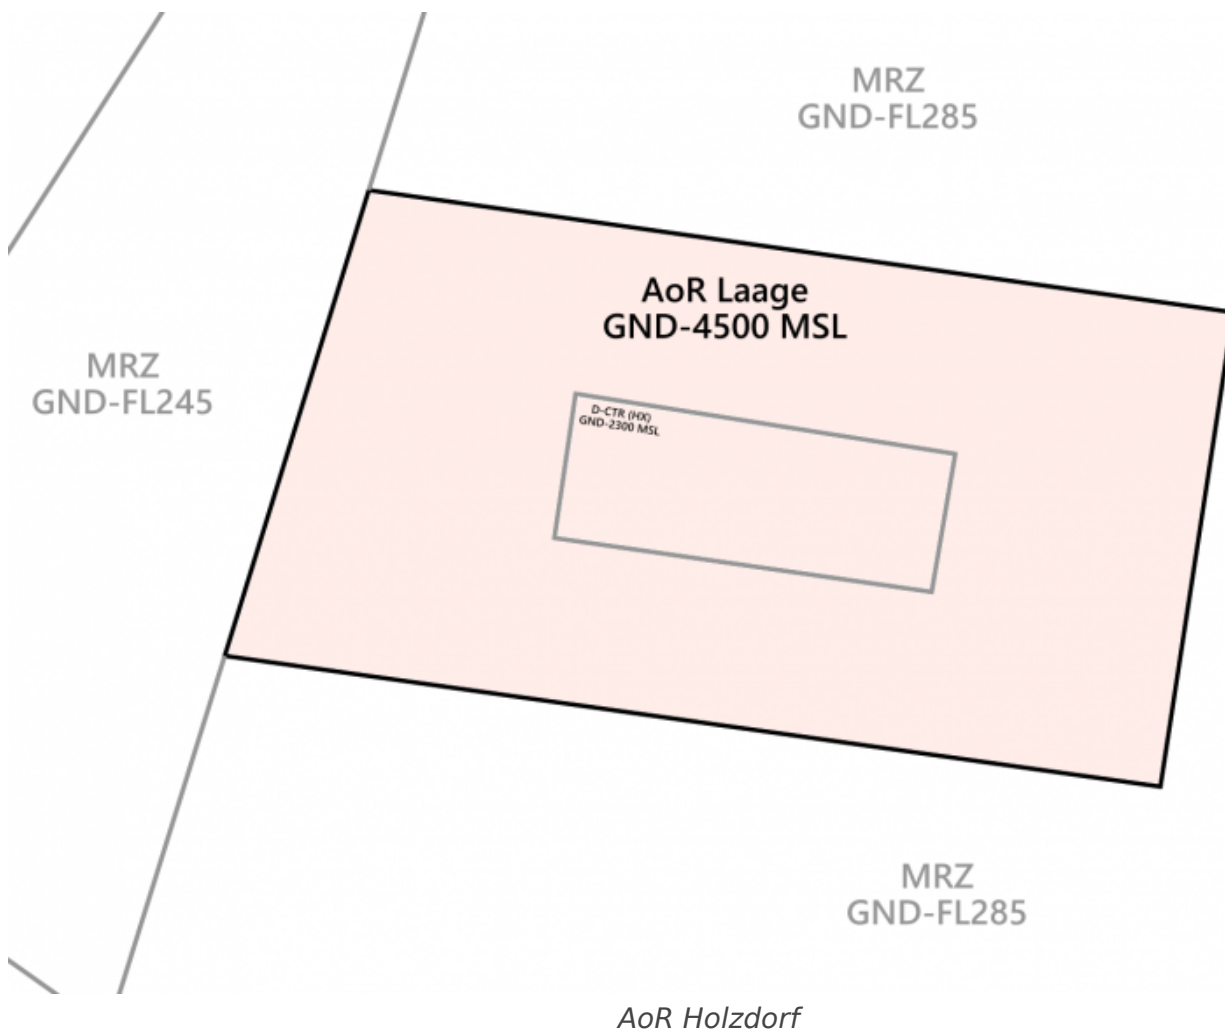 MRZ
GND-FL285
AoR Laage
GND-4500 MSL
MRZ
GND-FL245
D-CTR (HX)
GND-2300 MSL
MRZ
GND-FL285
AoR Holzdorf